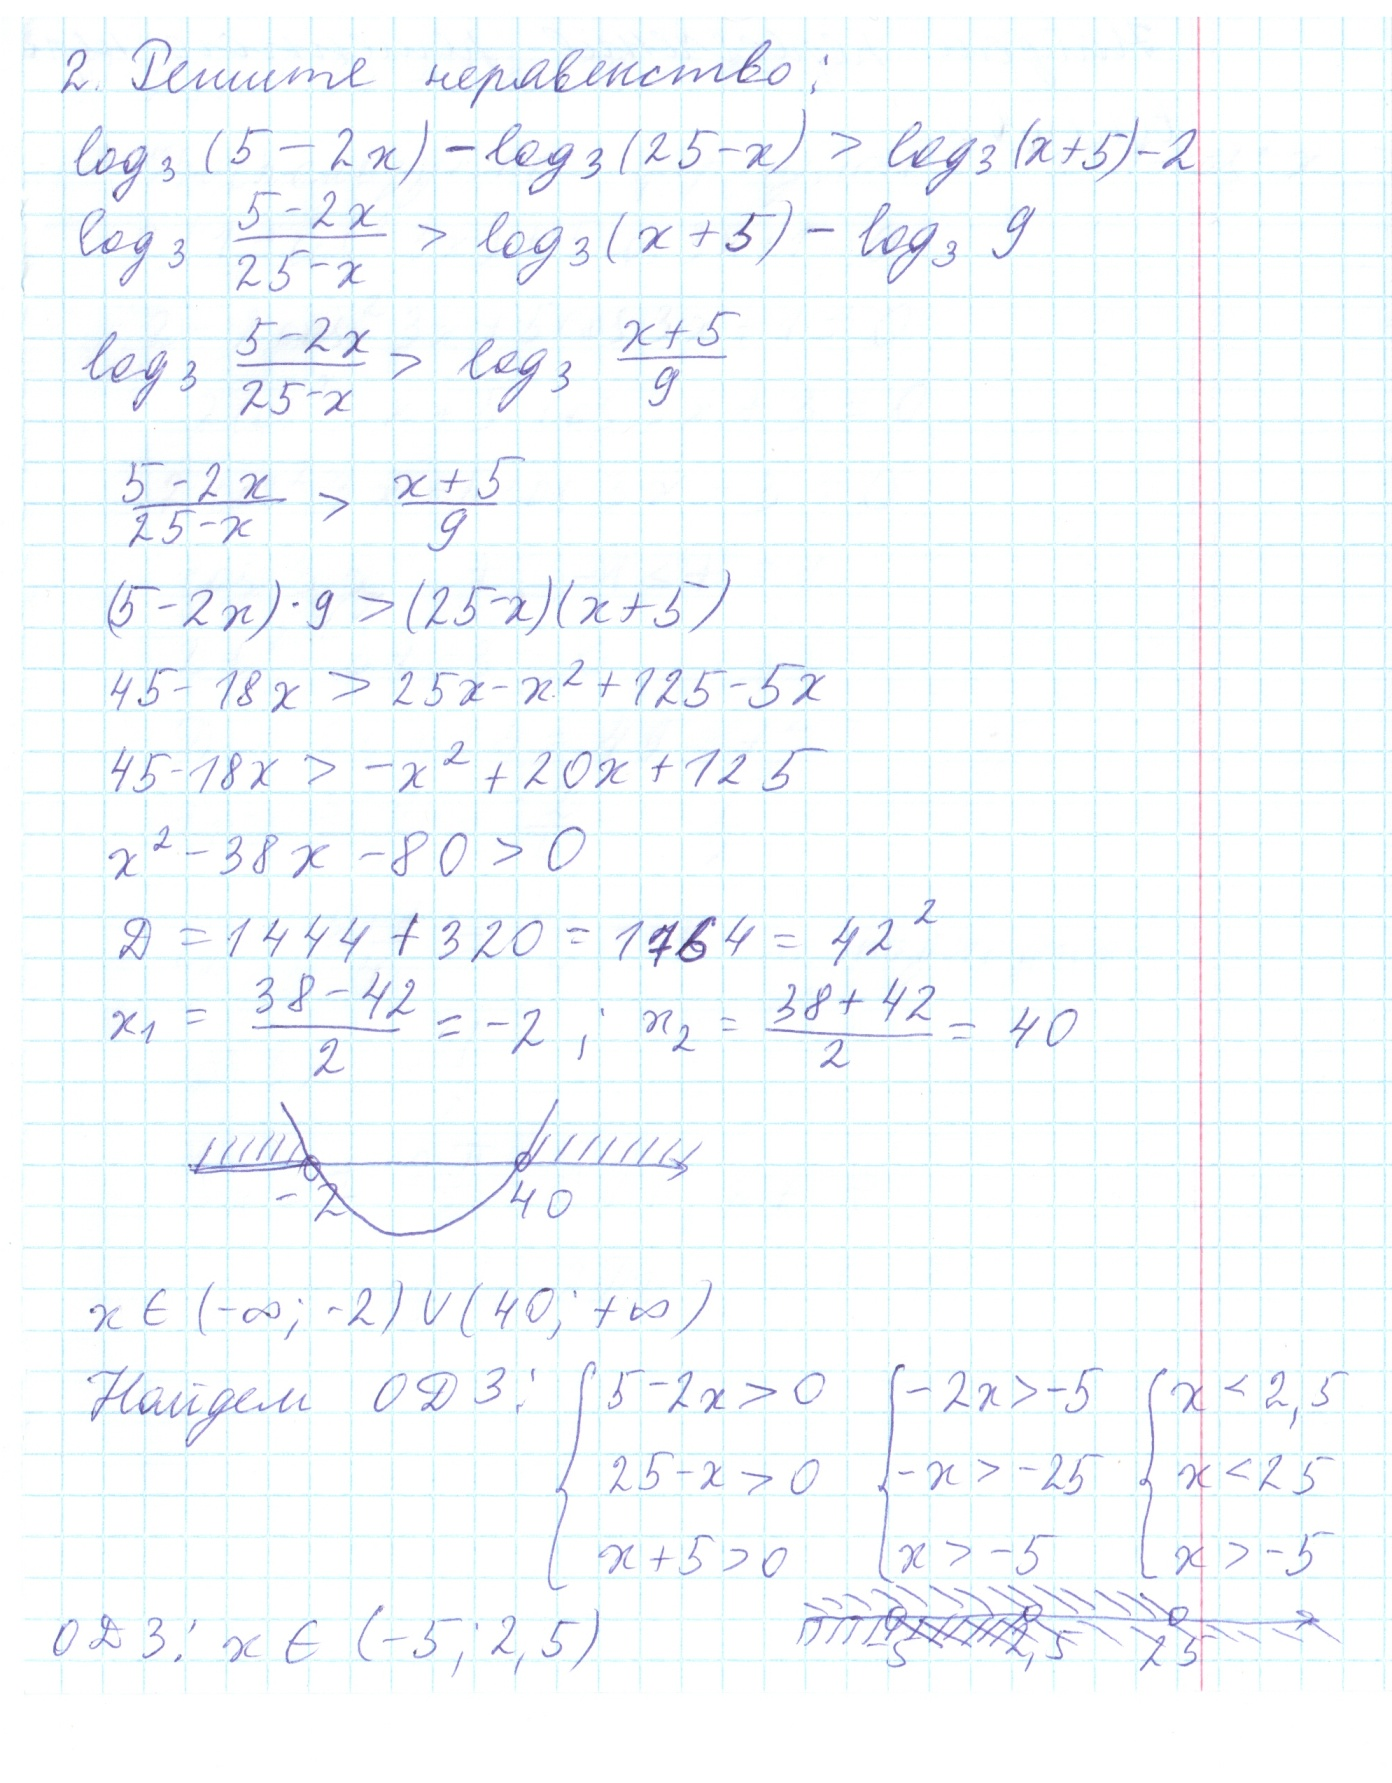 2. Решите неравенство:
log₃(5-2x)-log₃(25-x)>log₃(x+5)-2
log₃ (5-2x)/(25-x) > log₃(x+5)-log₃ 9
log₃ (5-2x)/(25-x) > log₃ (x+5)/9
(5-2x)/(25-x) > (x+5)/9
(5-2x)·9>(25-x)(x+5)
45-18x>25x-x²+125-5x
45-18x>-x²+20x+125
x²-38x-80>0
D=1444+320=1764=42²
x₁ = (38-42)/2 = -2; x₂ = (38+42)/2 = 40
-2 40
x∈(-∞;-2)∪(40;+∞)
Найдем ОДЗ: { 5-2x>0 { -2x>-5 { x<2,5
25-x>0 -x>-25 x<25
x+5>0 x>-5 x>-5
ОДЗ: x∈(-5;2,5) -5 2,5 25